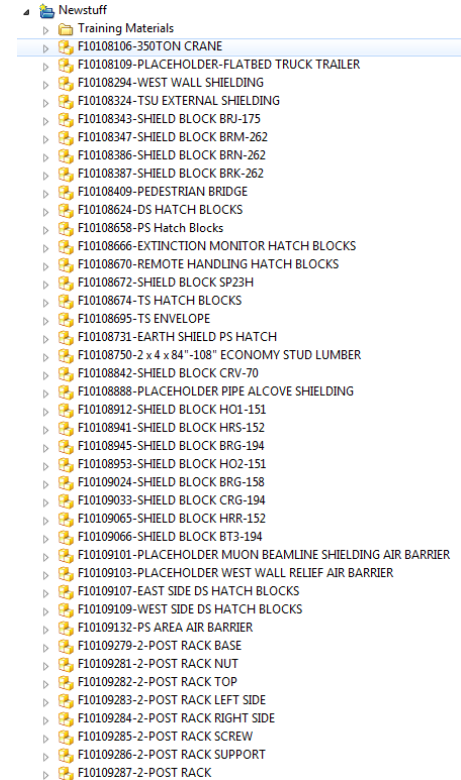 Newstuff
Training Materials
F10108106-350TON CRANE
F10108109-PLACEHOLDER-FLATBED TRUCK TRAILER
F10108294-WEST WALL SHIELDING
F10108324-TSU EXTERNAL SHIELDING
F10108343-SHIELD BLOCK BRJ-175
F10108347-SHIELD BLOCK BRM-262
F10108386-SHIELD BLOCK BRN-262
F10108387-SHIELD BLOCK BRK-262
F10108409-PEDESTRIAN BRIDGE
F10108624-DS HATCH BLOCKS
F10108658-PS Hatch Blocks
F10108666-EXTINCTION MONITOR HATCH BLOCKS
F10108670-REMOTE HANDLING HATCH BLOCKS
F10108672-SHIELD BLOCK SP23H
F10108674-TS HATCH BLOCKS
F10108695-TS ENVELOPE
F10108731-EARTH SHIELD PS HATCH
F10108750-2 x 4 x 84"-108" ECONOMY STUD LUMBER
F10108842-SHIELD BLOCK CRV-70
F10108888-PLACEHOLDER PIPE ALCOVE SHIELDING
F10108912-SHIELD BLOCK HO1-151
F10108941-SHIELD BLOCK HRS-152
F10108945-SHIELD BLOCK BRG-194
F10108953-SHIELD BLOCK HO2-151
F10109024-SHIELD BLOCK BRG-158
F10109033-SHIELD BLOCK CRG-194
F10109065-SHIELD BLOCK HRR-152
F10109066-SHIELD BLOCK BT3-194
F10109101-PLACEHOLDER MUON BEAMLINE SHIELDING AIR BARRIER
F10109103-PLACEHOLDER WEST WALL RELIEF AIR BARRIER
F10109107-EAST SIDE DS HATCH BLOCKS
F10109109-WEST SIDE DS HATCH BLOCKS
F10109132-PS AREA AIR BARRIER
F10109279-2-POST RACK BASE
F10109281-2-POST RACK NUT
F10109282-2-POST RACK TOP
F10109283-2-POST RACK LEFT SIDE
F10109284-2-POST RACK RIGHT SIDE
F10109285-2-POST RACK SCREW
F10109286-2-POST RACK SUPPORT
F10109287-2-POST RACK